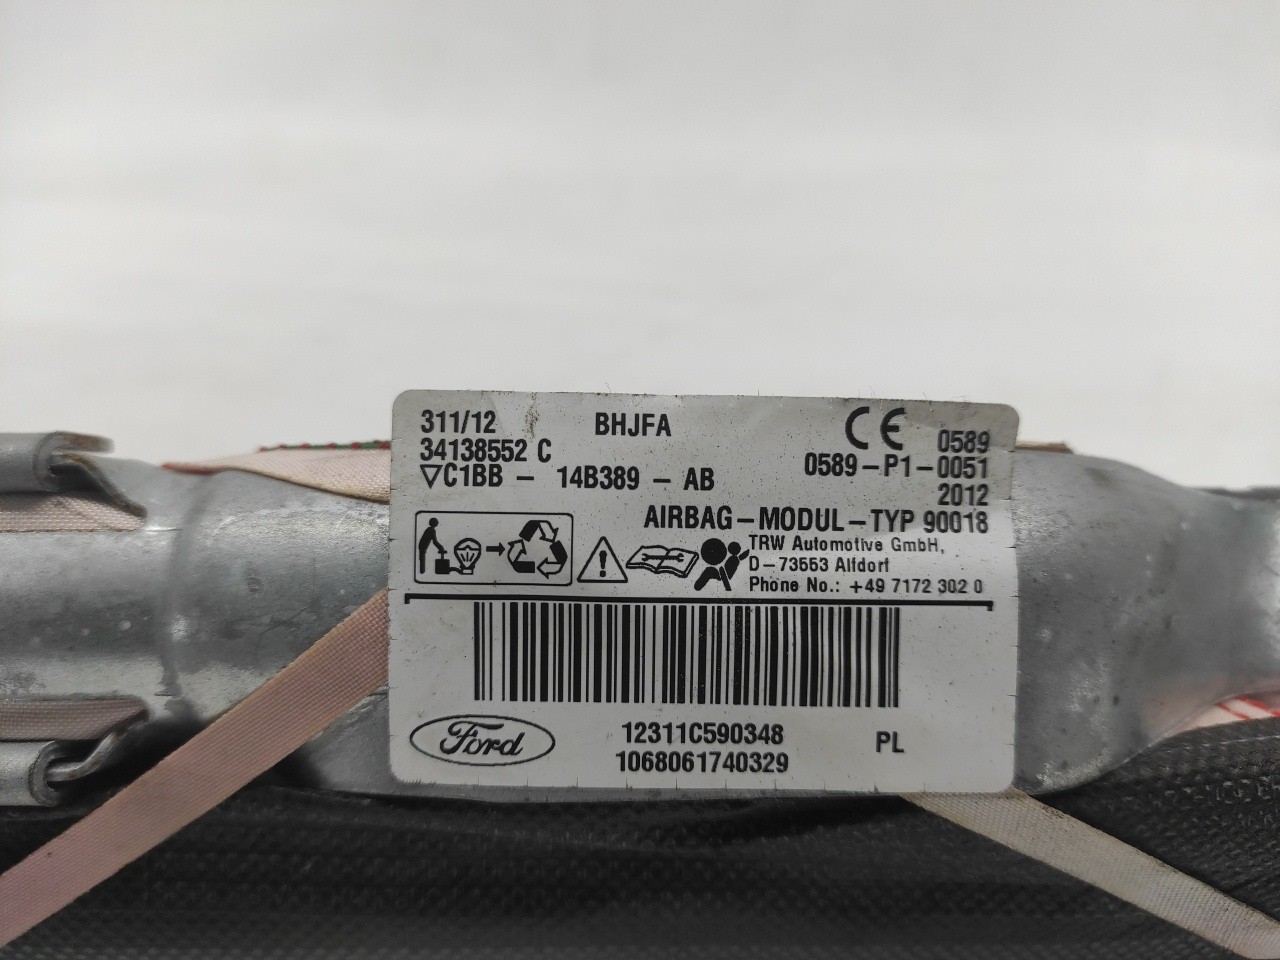 311/12 BHJFA CE 0589
34138552 C 0589-P1-0051
▽C1BB - 14B389 - AB 2012
AIRBAG-MODUL-TYP 90018
TRW Automotive GmbH,
D-73553 Alfdorf
Phone No.: +49 7172 302 0
Ford 12311C590348 PL
1068061740329